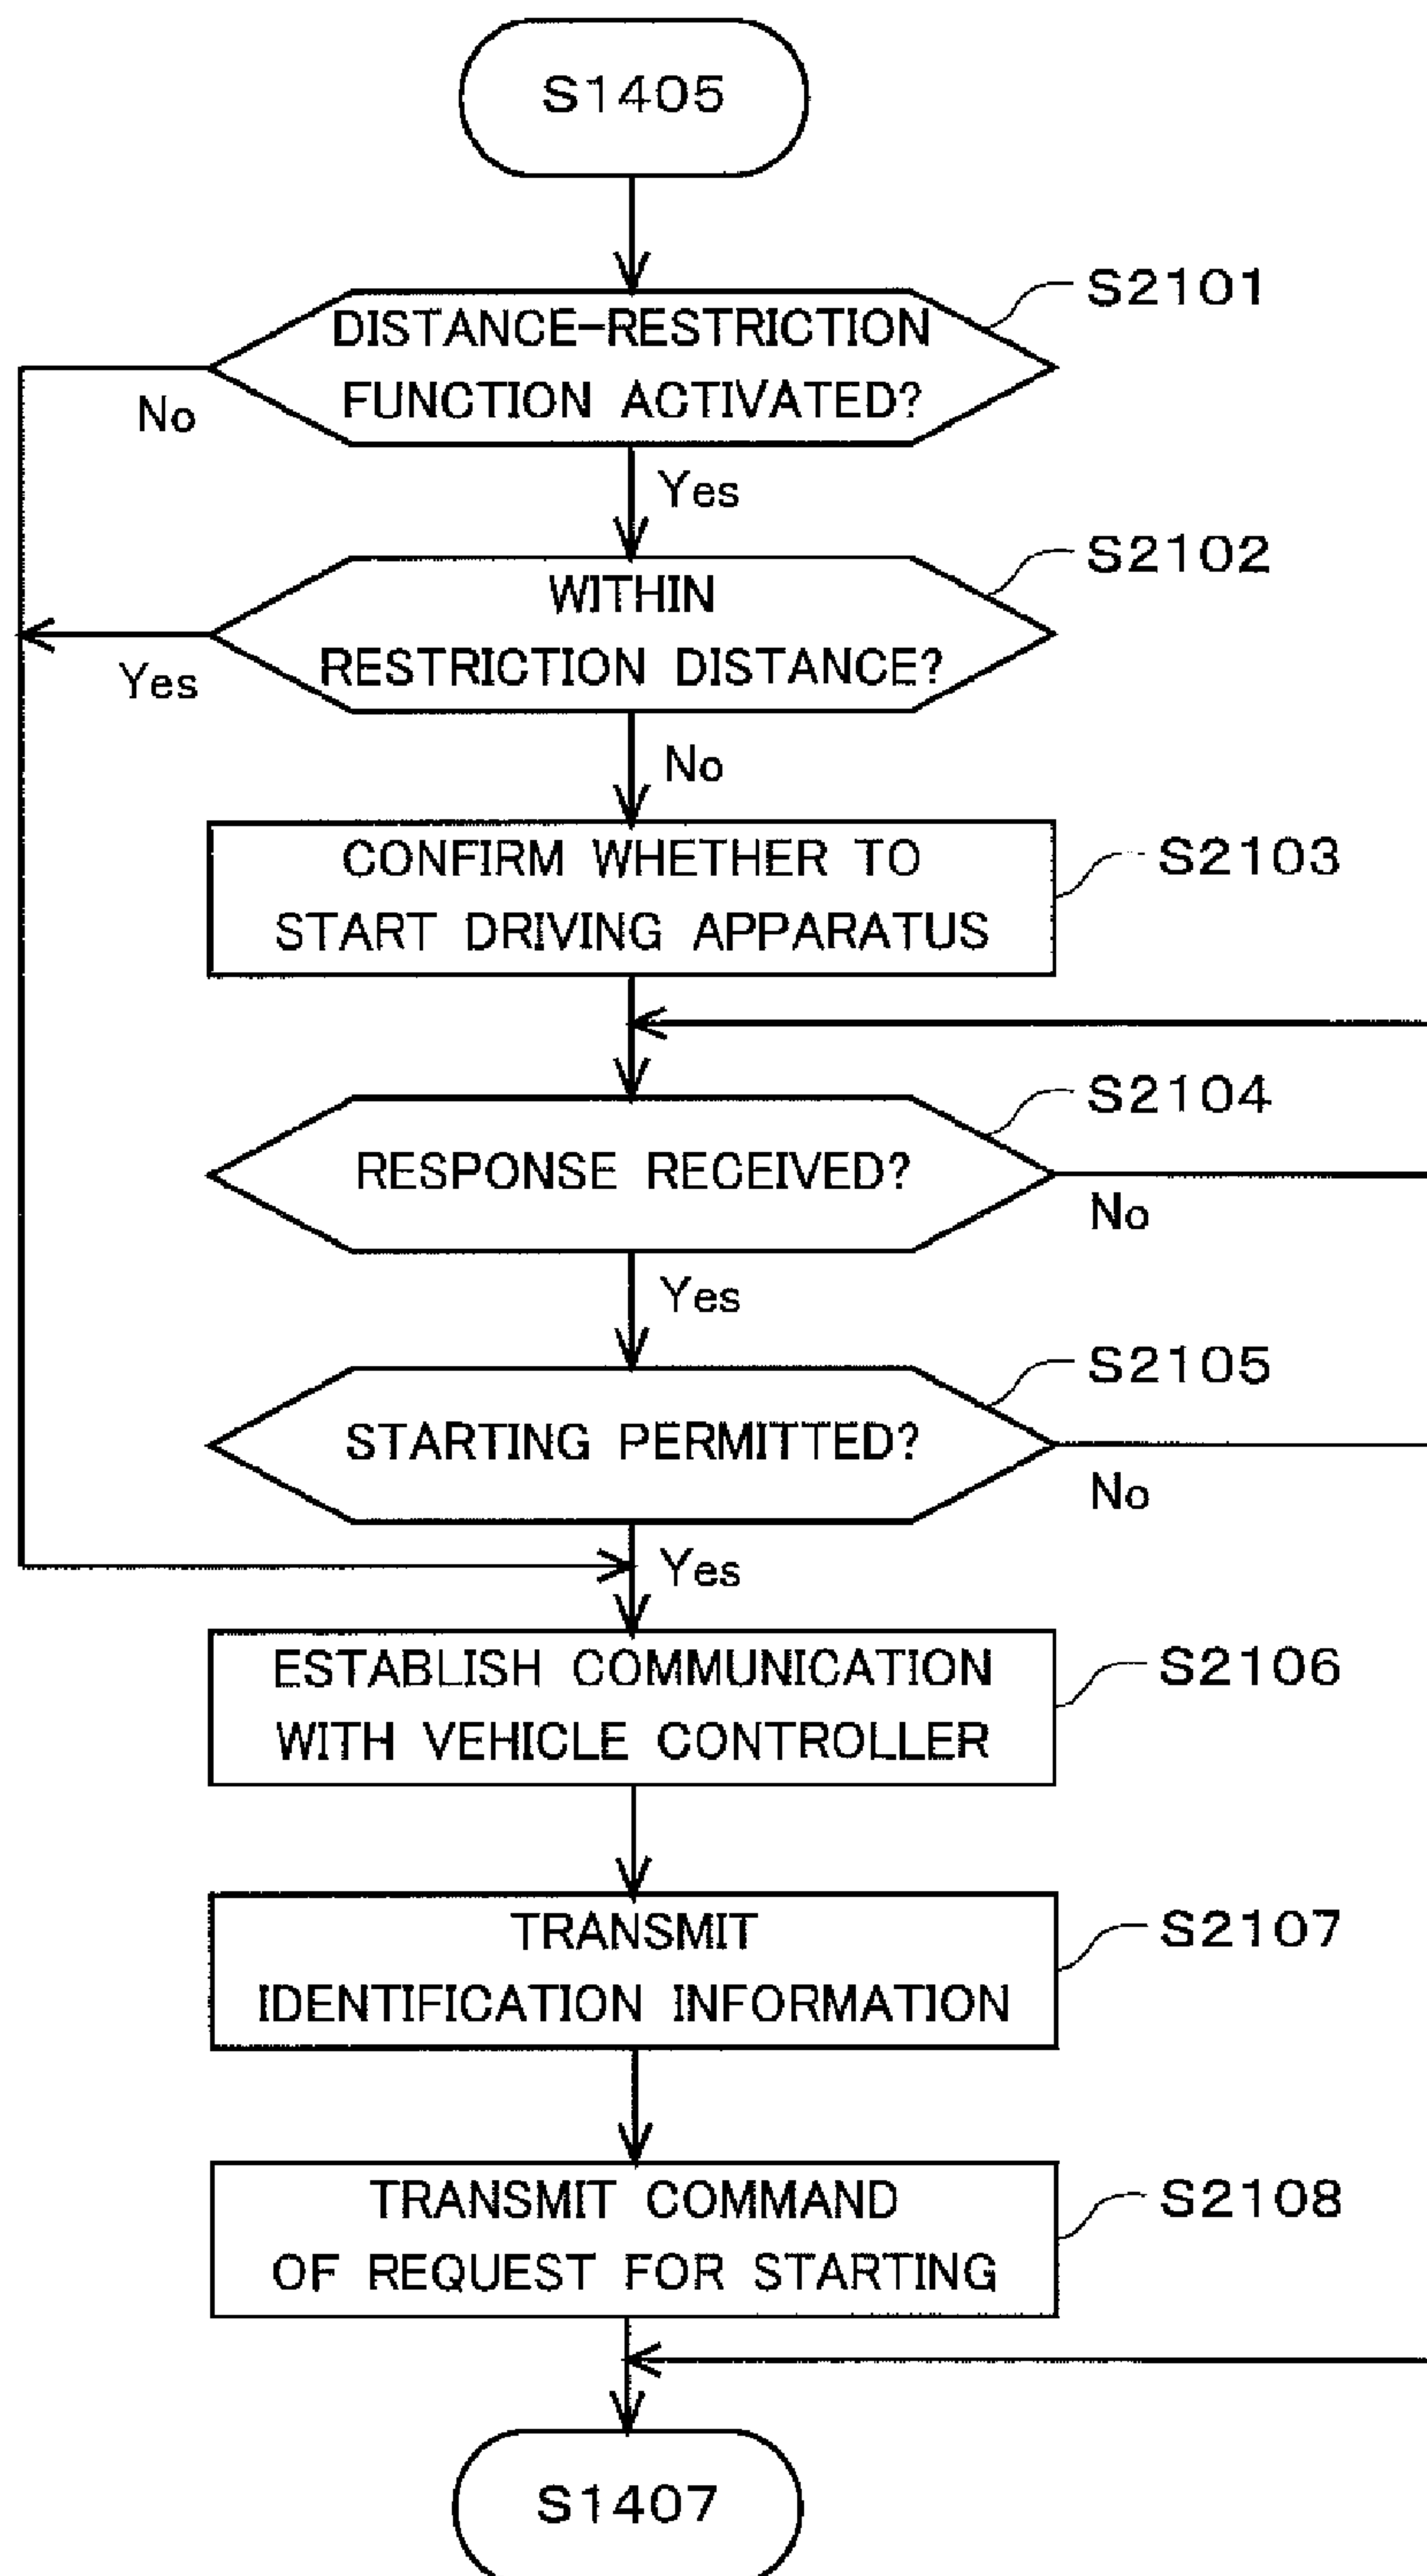 S1405
S2101
DISTANCE-RESTRICTION
FUNCTION ACTIVATED?
No
Yes
S2102
WITHIN
RESTRICTION DISTANCE?
Yes
No
S2103
CONFIRM WHETHER TO
START DRIVING APPARATUS
S2104
RESPONSE RECEIVED?
No
Yes
S2105
STARTING PERMITTED?
No
Yes
S2106
ESTABLISH COMMUNICATION
WITH VEHICLE CONTROLLER
S2107
TRANSMIT
IDENTIFICATION INFORMATION
S2108
TRANSMIT COMMAND
OF REQUEST FOR STARTING
S1407